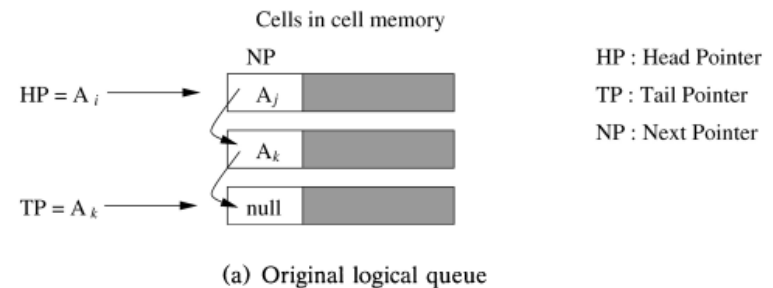 Cells in cell memory
NP
HP : Head Pointer
HP = A i
A j
TP : Tail Pointer
NP : Next Pointer
A k
TP = A k
null
(a) Original logical queue